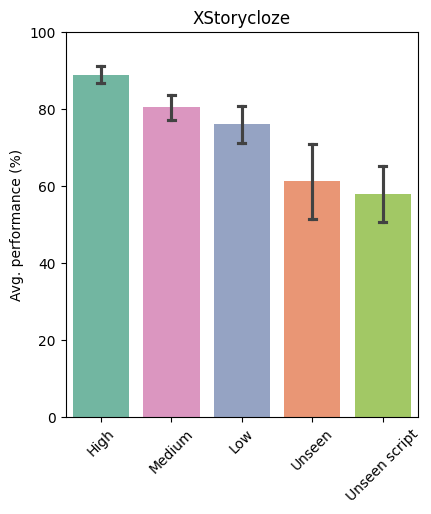 XStorycloze
Avg. performance (%)
100
80
60
40
20
0
High
Medium
Low
Unseen
Unseen script